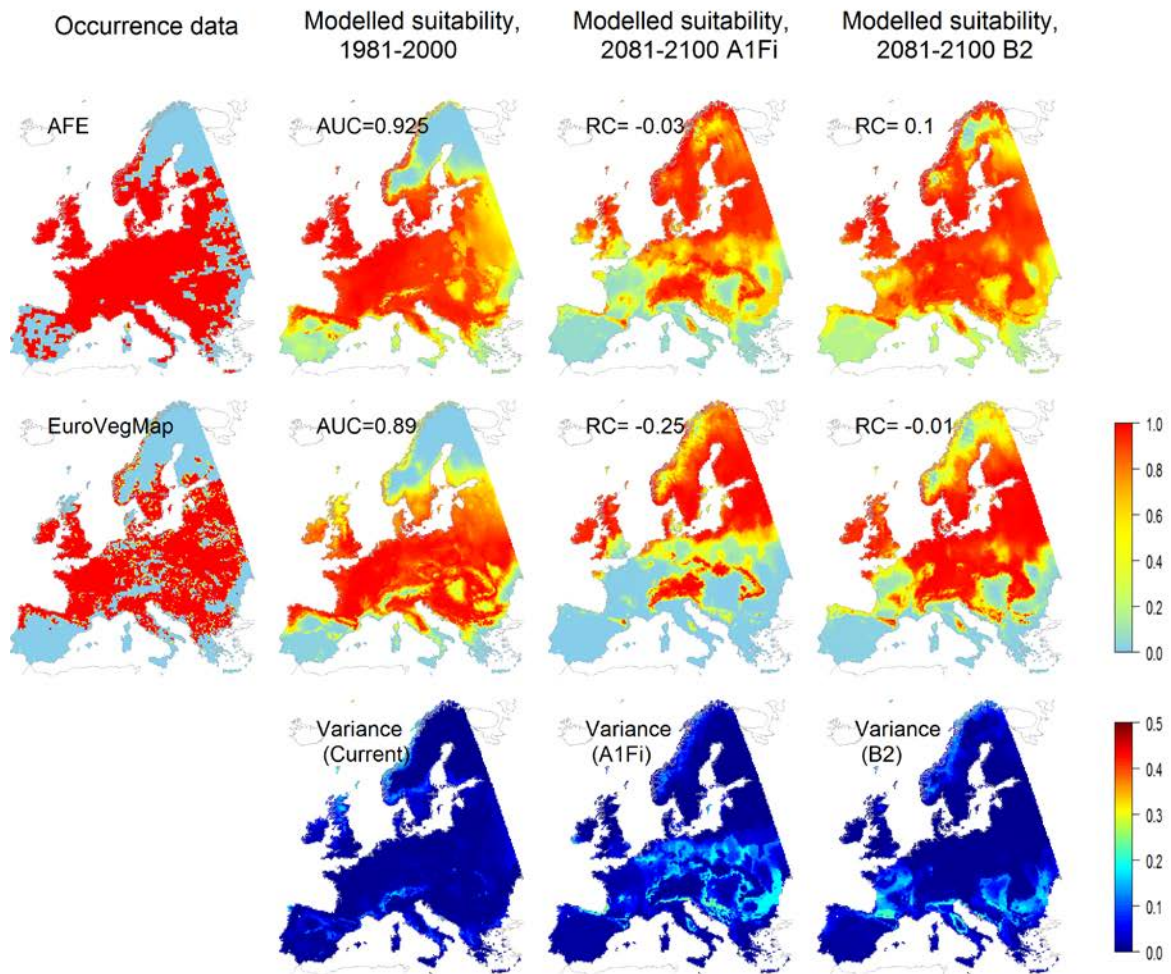 Occurrence data
Modelled suitability,
1981-2000
Modelled suitability,
2081-2100 A1Fi
Modelled suitability,
2081-2100 B2
AFE
AUC=0.925
RC= -0.03
RC= 0.1
EuroVegMap
AUC=0.89
RC= -0.25
RC= -0.01
1.0
0.8
0.6
0.4
0.2
0.0
Variance
(Current)
Variance
(A1Fi)
Variance
(B2)
0.5
0.4
0.3
0.2
0.1
0.0